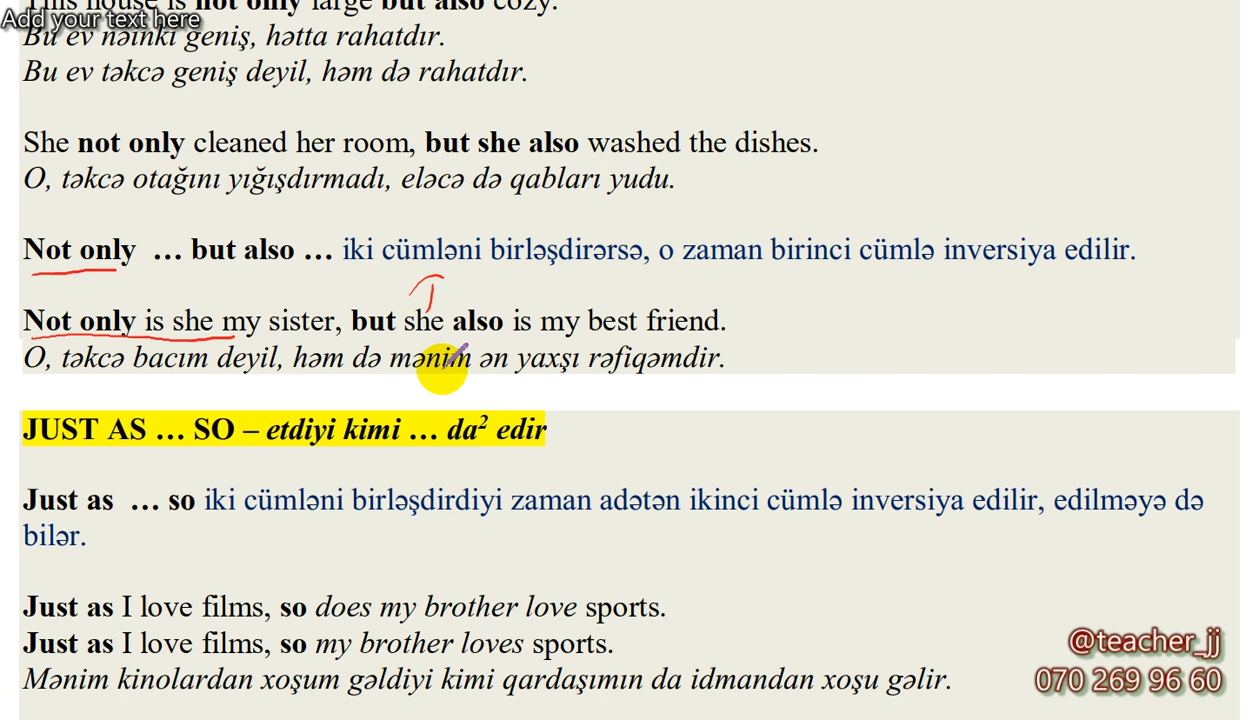 This house is not only large but also cozy.
Add your text here
Bu ev nəinki geniş, hətta rahatdır.
Bu ev təkcə geniş deyil, həm də rahatdır.
She not only cleaned her room, but she also washed the dishes.
O, təkcə otağını yığışdırmadı, eləcə də qabları yudu.
Not only … but also … iki cümləni birləşdirərsə, o zaman birinci cümlə inversiya edilir.
Not only is she my sister, but she also is my best friend.
O, təkcə bacım deyil, həm də mənim ən yaxşı rəfiqəmdir.
JUST AS … SO – etdiyi kimi … da² edir
Just as … so iki cümləni birləşdirdiyi zaman adətən ikinci cümlə inversiya edilir, edilməyə də
bilər.
Just as I love films, so does my brother love sports.
Just as I love films, so my brother loves sports.
Mənim kinolardan xoşum gəldiyi kimi qardaşımın da idmandan xoşu gəlir.
@teacher_jj
070 269 96 60